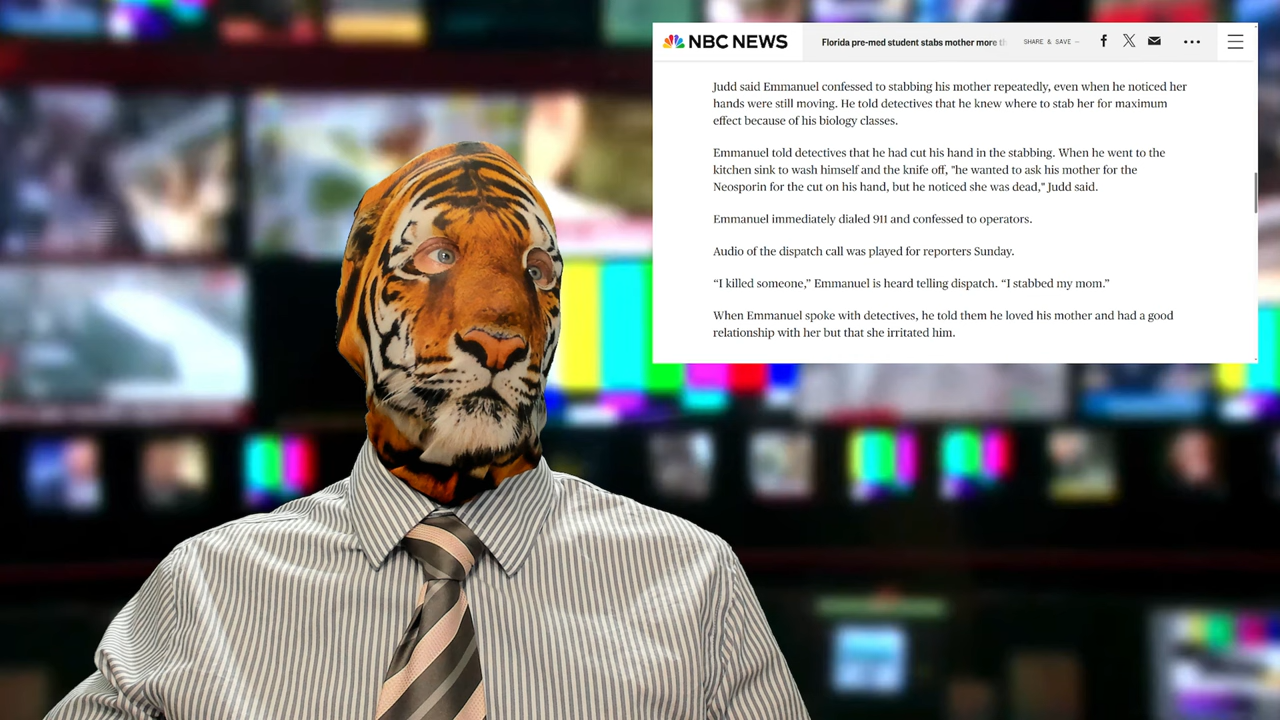 NBC NEWS
Florida pre-med student stabs mother more
SHARE & SAVE
Judd said Emmanuel confessed to stabbing his mother repeatedly, even when he noticed her
hands were still moving. He told detectives that he knew where to stab her for maximum
effect because of his biology classes.
Emmanuel told detectives that he had cut his hand in the stabbing. When he went to the
kitchen sink to wash himself and the knife off, "he wanted to ask his mother for the
Neosporin for the cut on his hand, but he noticed she was dead," Judd said.
Emmanuel immediately dialed 911 and confessed to operators.
Audio of the dispatch call was played for reporters Sunday.
“I killed someone,” Emmanuel is heard telling dispatch. “I stabbed my mom.”
When Emmanuel spoke with detectives, he told them he loved his mother and had a good
relationship with her but that she irritated him.